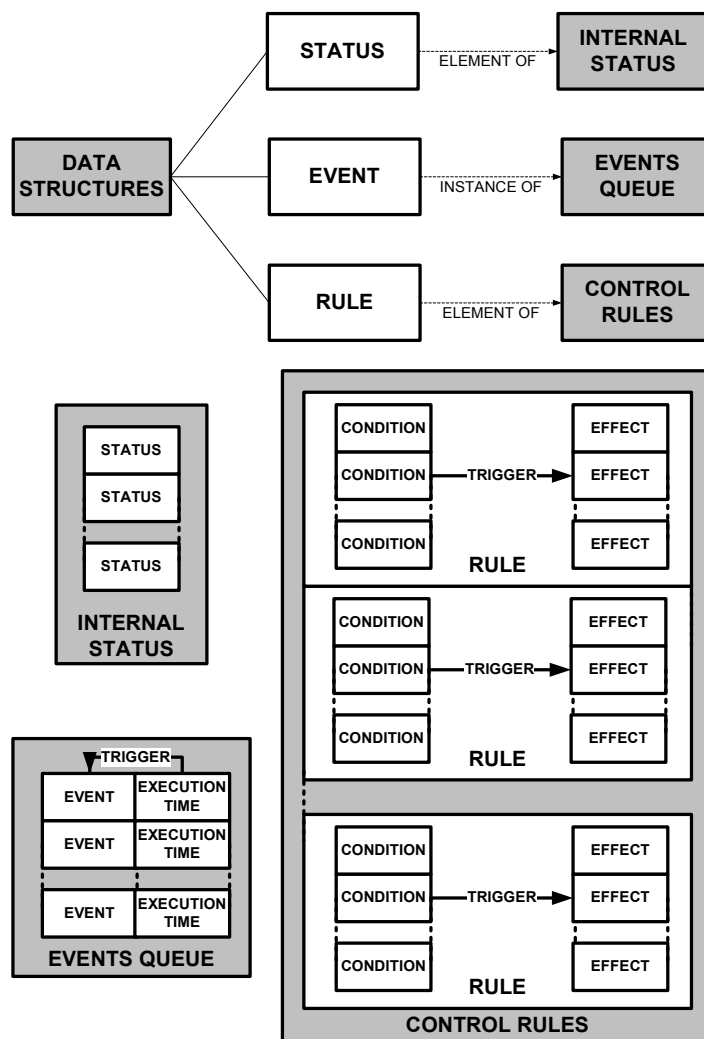 STATUS
ELEMENT OF
INTERNAL
STATUS
DATA
STRUCTURES
EVENT
INSTANCE OF
EVENTS
QUEUE
RULE
ELEMENT OF
CONTROL
RULES
STATUS
STATUS
STATUS
INTERNAL
STATUS
TRIGGER
EVENT
EXECUTION
TIME
EVENT
EXECUTION
TIME
EVENT
EXECUTION
TIME
EVENTS QUEUE
CONDITION
EFFECT
CONDITION
TRIGGER
EFFECT
CONDITION
EFFECT
RULE
CONDITION
EFFECT
CONDITION
TRIGGER
EFFECT
CONDITION
EFFECT
RULE
CONDITION
EFFECT
CONDITION
TRIGGER
EFFECT
CONDITION
EFFECT
RULE
CONTROL RULES